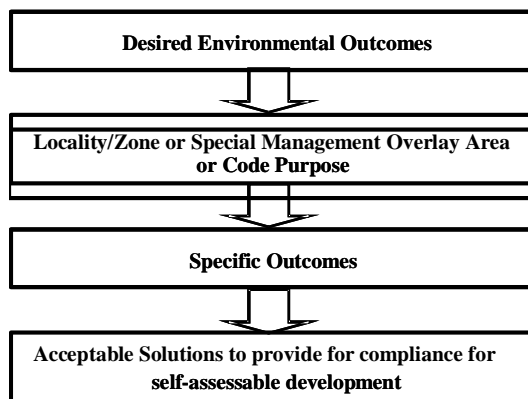 Desired Environmental Outcomes
Locality/Zone or Special Management Overlay Area
or Code Purpose
Specific Outcomes
Acceptable Solutions to provide for compliance for
self-assessable development